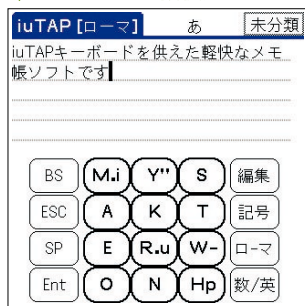 iuTAP [ローマ] あ 未分類
iuTAPキーボードを供えた軽快なメモ
帳ソフトです
BS M.i Y" S 編集
ESC A K T 記号
SP E R.u W- ローマ
Ent O N Hp 数/英